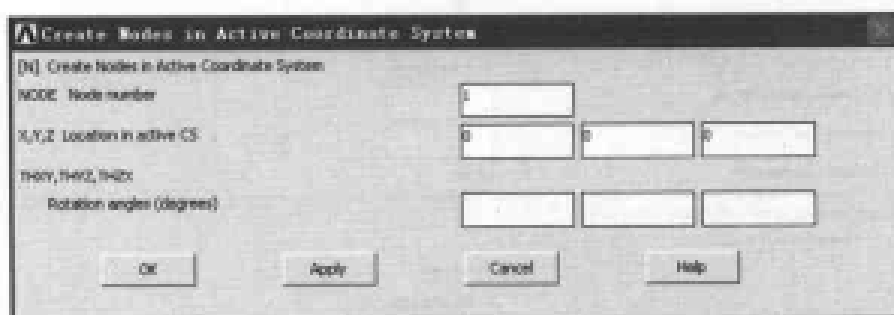 Create Nodes in Active Coordinate System
[N] Create Nodes in Active Coordinate System
NODE Node number 1
X,Y,Z Location in active CS 0 0 0
THXY, THYZ, THZX
Rotation angles (degrees)
OK Apply Cancel Help